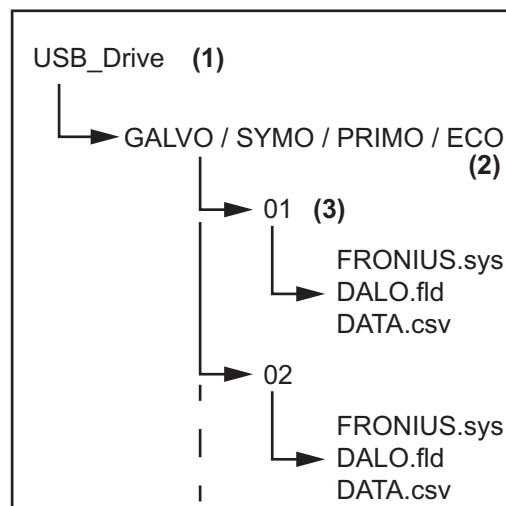 USB_Drive (1)
GALVO / SYMO / PRIMO / ECO
(2)
01 (3)
FRONIUS.sys
DALO.fld
DATA.csv
02
FRONIUS.sys
DALO.fld
DATA.csv